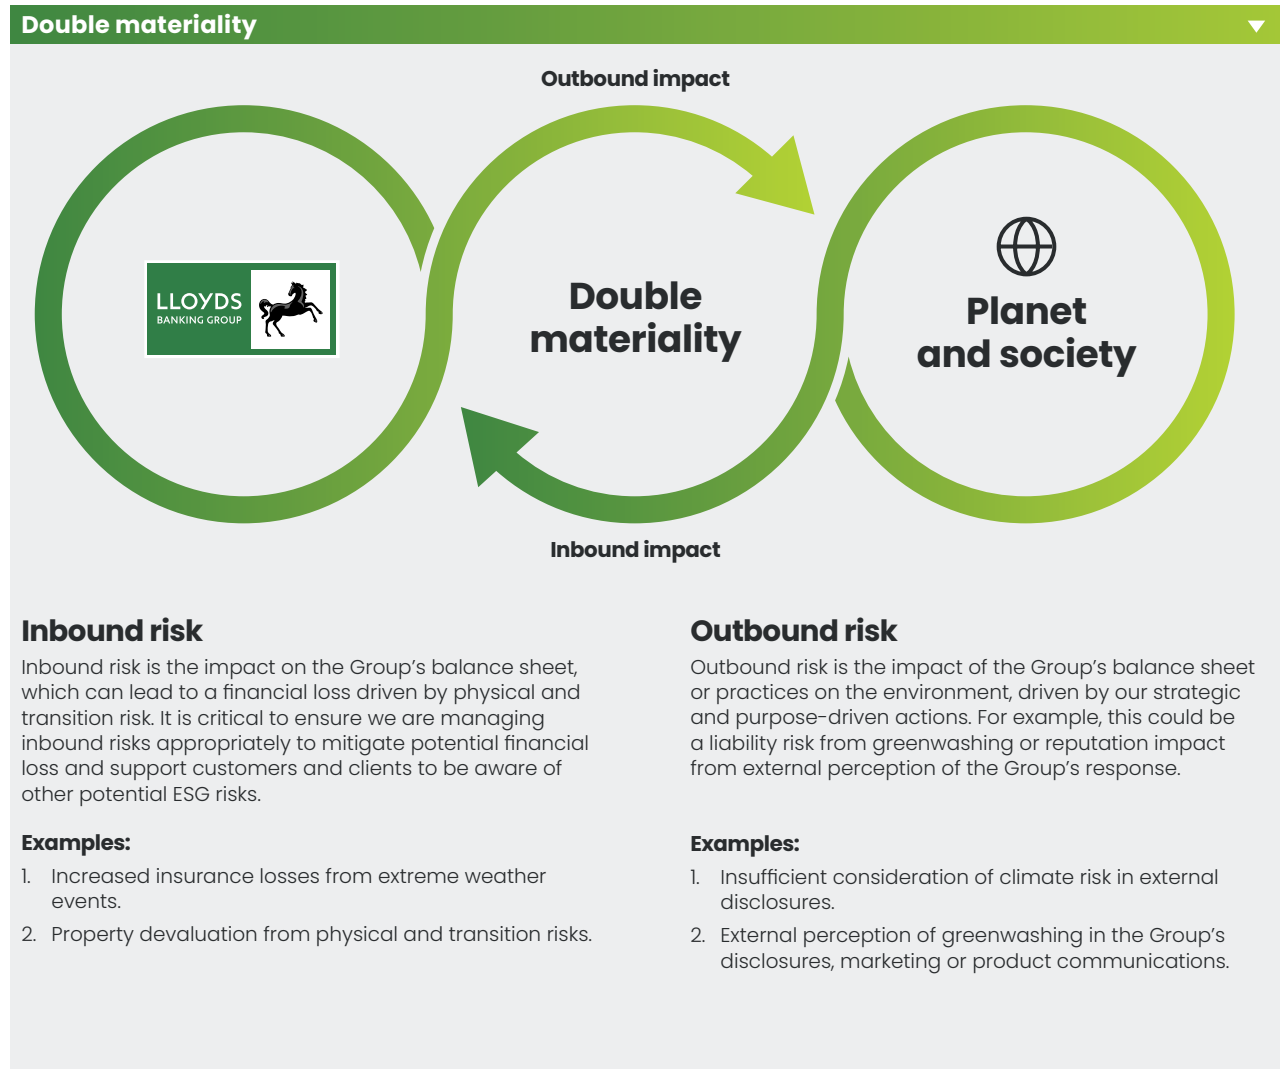 Double materiality
Outbound impact
LLOYDS
BANKING GROUP
Double
materiality
Planet
and society
Inbound impact
Inbound risk
Inbound risk is the impact on the Group’s balance sheet,
which can lead to a financial loss driven by physical and
transition risk. It is critical to ensure we are managing
inbound risks appropriately to mitigate potential financial
loss and support customers and clients to be aware of
other potential ESG risks.
Examples:
1. Increased insurance losses from extreme weather
events.
2. Property devaluation from physical and transition risks.
Outbound risk
Outbound risk is the impact of the Group’s balance sheet
or practices on the environment, driven by our strategic
and purpose-driven actions. For example, this could be
a liability risk from greenwashing or reputation impact
from external perception of the Group’s response.
Examples:
1. Insufficient consideration of climate risk in external
disclosures.
2. External perception of greenwashing in the Group’s
disclosures, marketing or product communications.